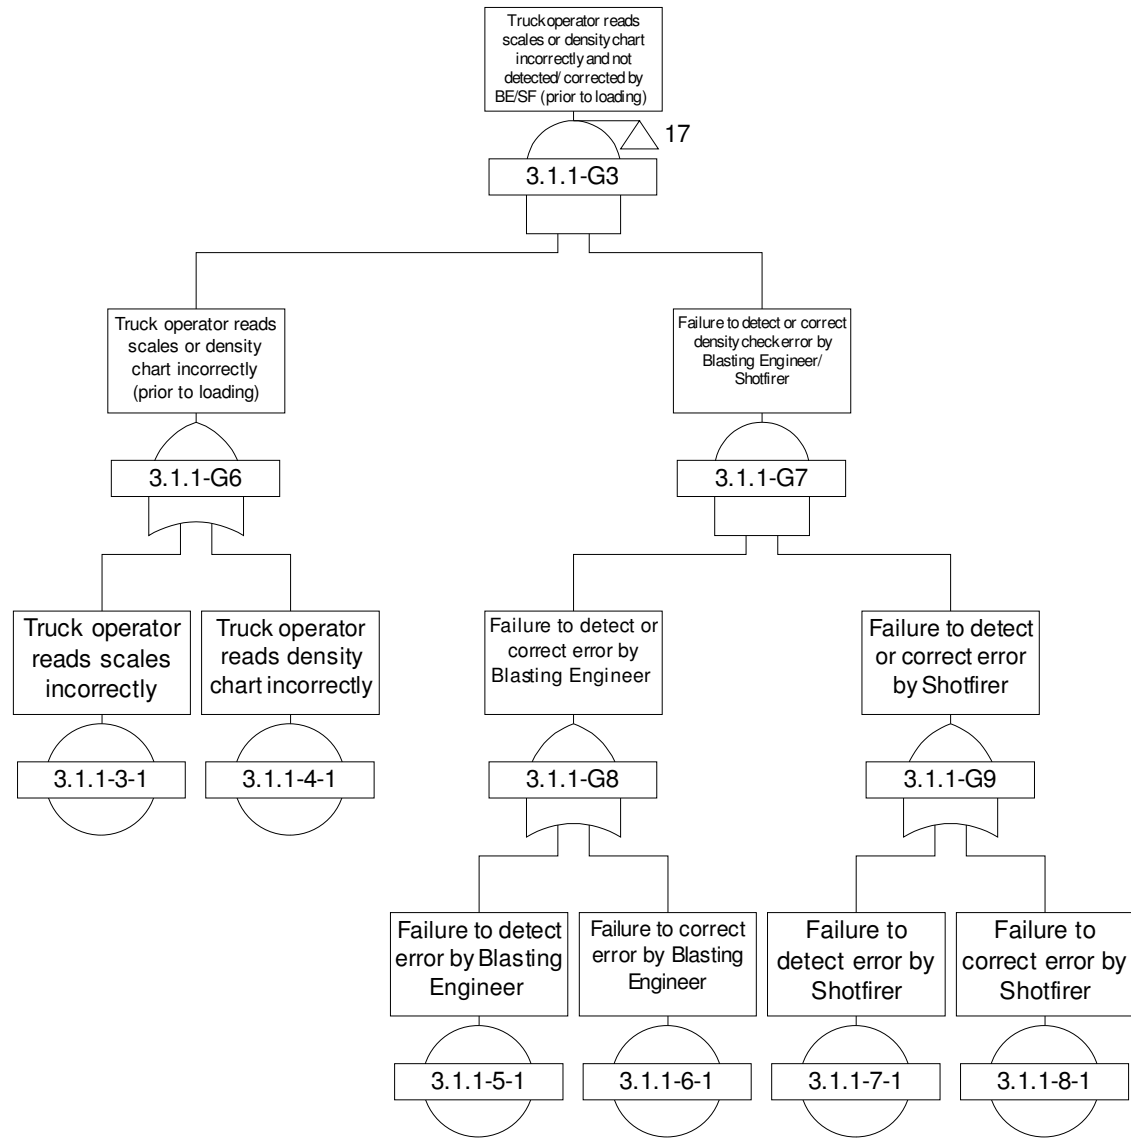 Truck operator reads
scales or density chart
incorrectly and not
detected/ corrected by
BE/SF (prior to loading)
17
3.1.1-G3
Truck operator reads
scales or density
chart incorrectly
(prior to loading)
3.1.1-G6
Failure to detect or correct
density check error by
Blasting Engineer/
Shotfirer
3.1.1-G7
Truck operator
reads scales
incorrectly
3.1.1-3-1
Truck operator
reads density
chart incorrectly
3.1.1-4-1
Failure to detect or
correct error by
Blasting Engineer
3.1.1-G8
Failure to detect
or correct error
by Shotfirer
3.1.1-G9
Failure to detect
error by Blasting
Engineer
3.1.1-5-1
Failure to correct
error by Blasting
Engineer
3.1.1-6-1
Failure to
detect error by
Shotfirer
3.1.1-7-1
Failure to
correct error by
Shotfirer
3.1.1-8-1